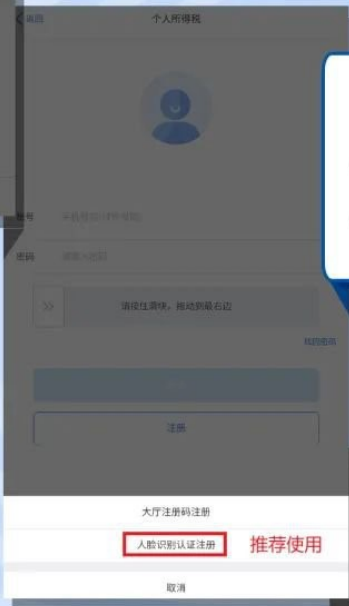 返回 个人所得税
账号
密码
请按住滑块，拖动到最右边
找回密码
注册
大厅注册码注册
人脸识别认证注册 推荐使用
取消